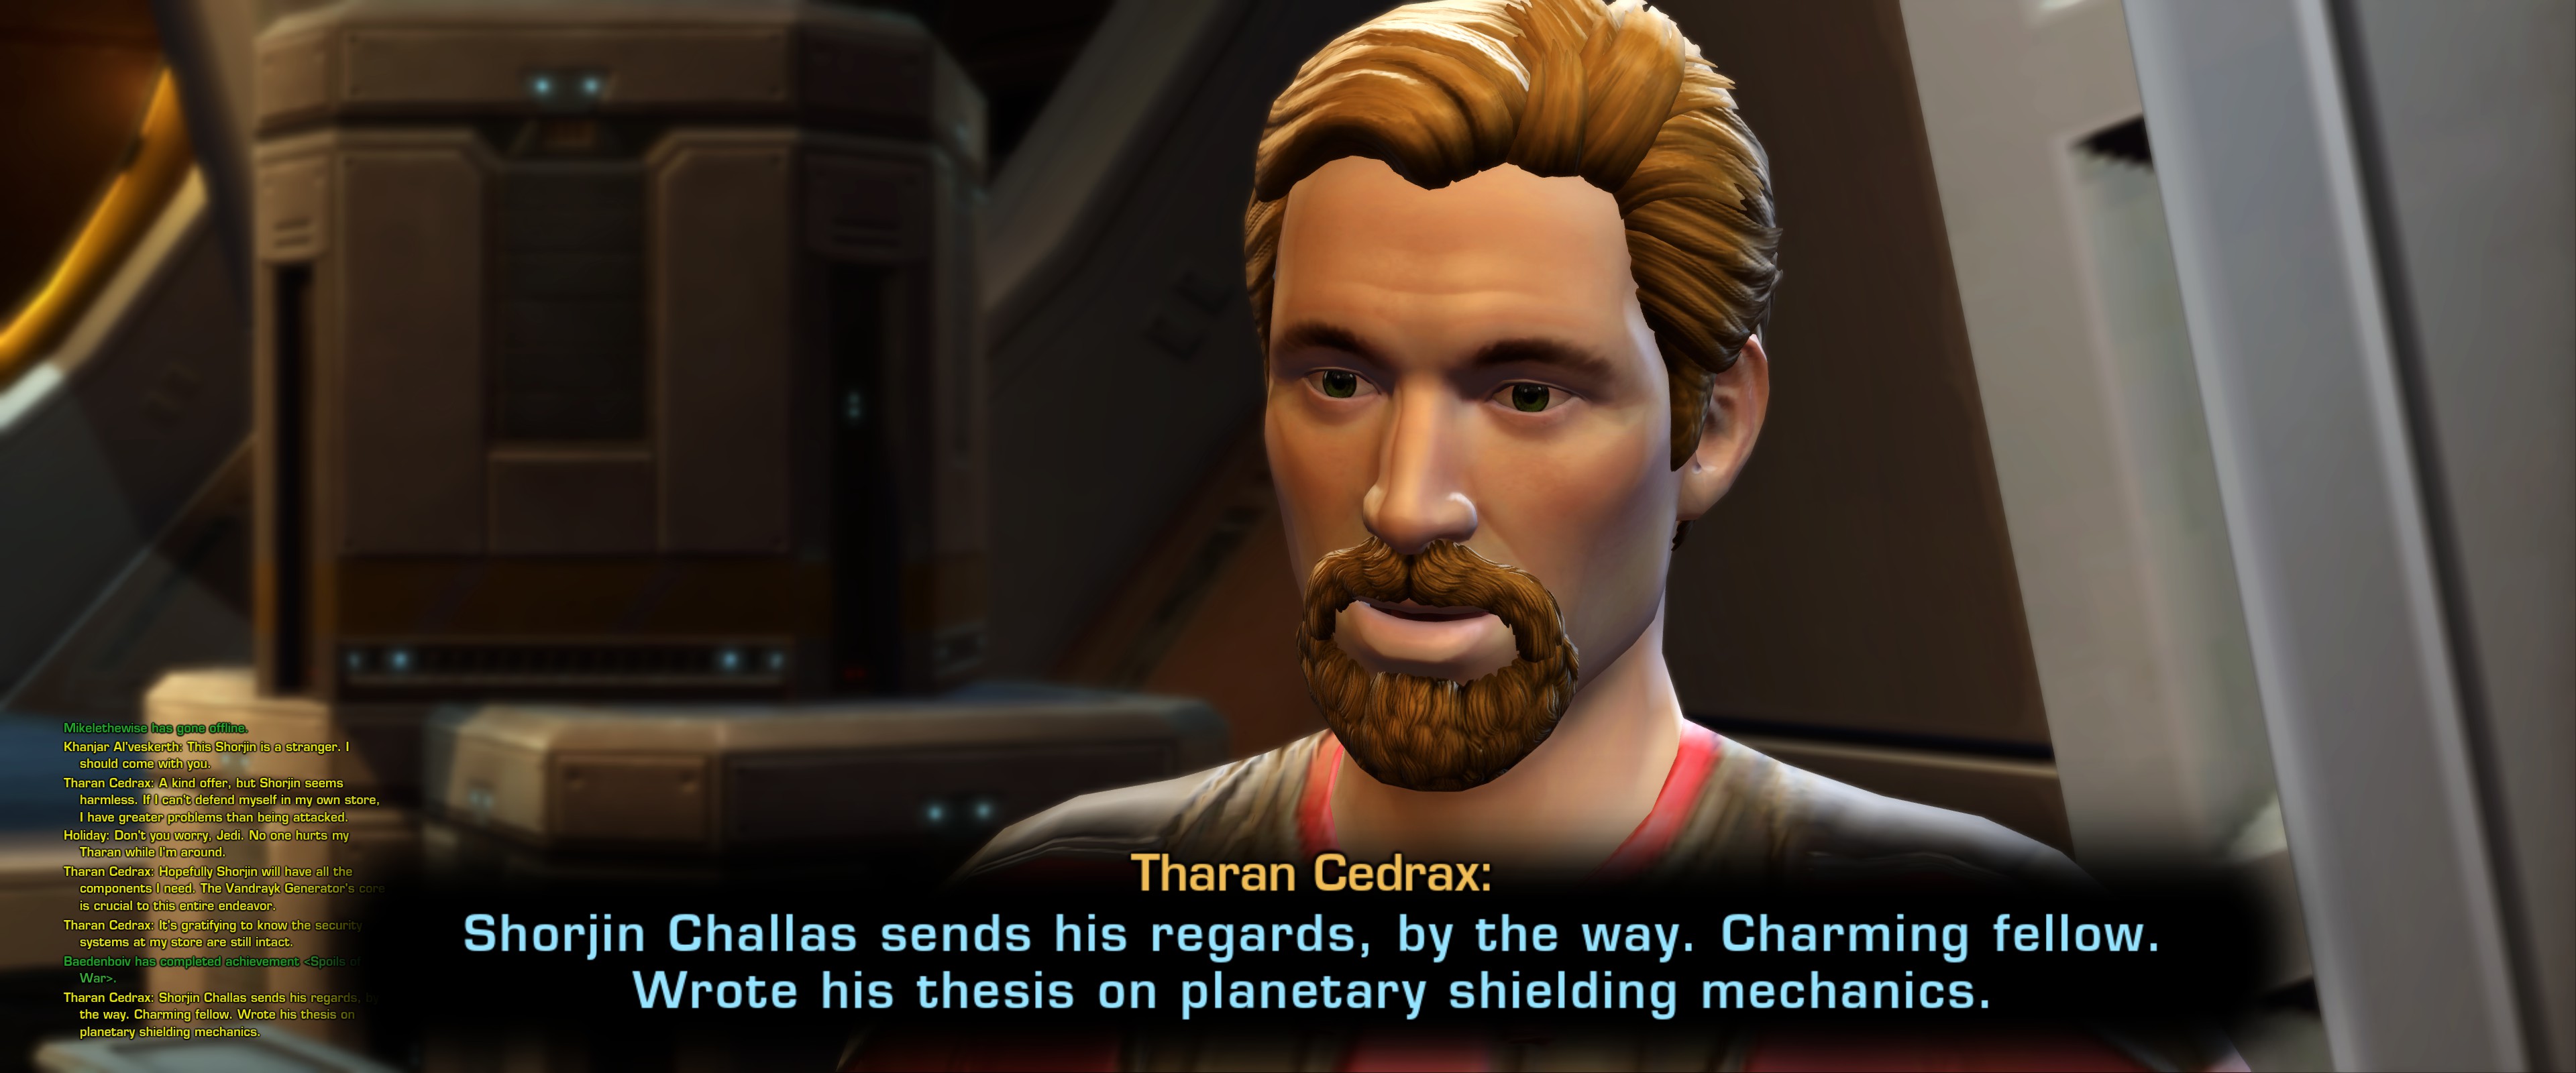 Mikelethewise has gone offline.
Khanjar Al'veskerth: This Shorjin is a stranger. I
should come with you.
Tharan Cedrax: A kind offer, but Shorjin seems
harmless. If I can't defend myself in my own store,
I have greater problems than being attacked.
Holiday: Don't you worry, Jedi. No one hurts my
Tharan while I'm around.
Tharan Cedrax: Hopefully Shorjin will have all the
components I need. The Vandrayk Generator's core
is crucial to this entire endeavor.
Tharan Cedrax: It's gratifying to know the security
systems at my store are still intact.
Baedenboiv has completed achievement <Spoils of
War>.
Tharan Cedrax: Shorjin Challas sends his regards, by
the way. Charming fellow. Wrote his thesis on
planetary shielding mechanics.
Tharan Cedrax:
Shorjin Challas sends his regards, by the way. Charming fellow.
Wrote his thesis on planetary shielding mechanics.